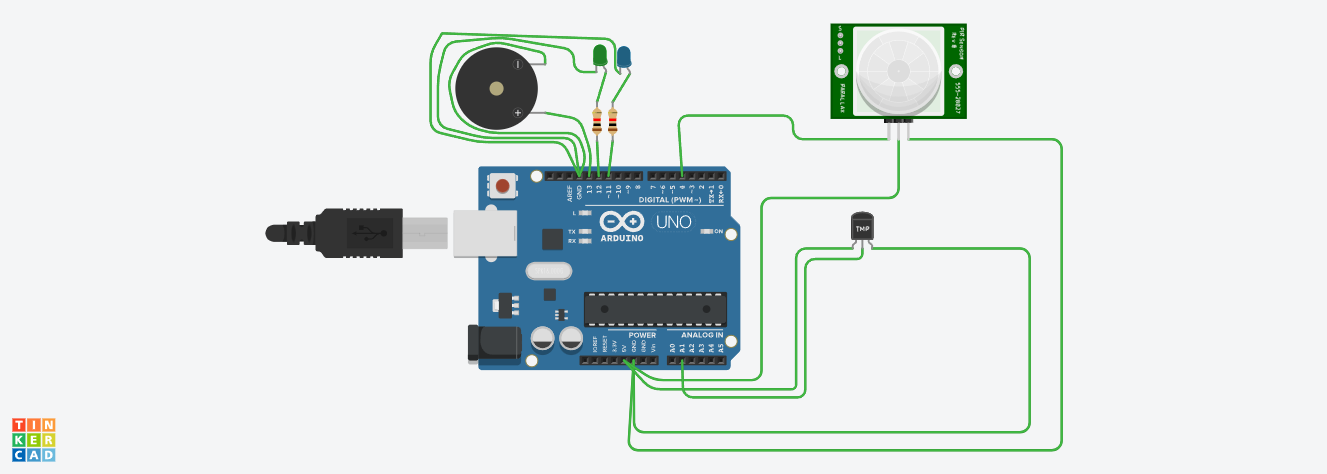 PIR Sensor
Rev B
555-28027
PARALLAX
AREF
GND
13
12
~11
~10
~9
8
7
~6
~5
4
~3
2
TX→1
RX←0
DIGITAL (PWM~)
L
TX
RX
ARDUINO
UNO
ON
TMP
POWER
ANALOG IN
IOREF
RESET
3.3V
5V
GND
GND
Vin
A0
A1
A2
A3
A4
A5
TIN
KER
CAD